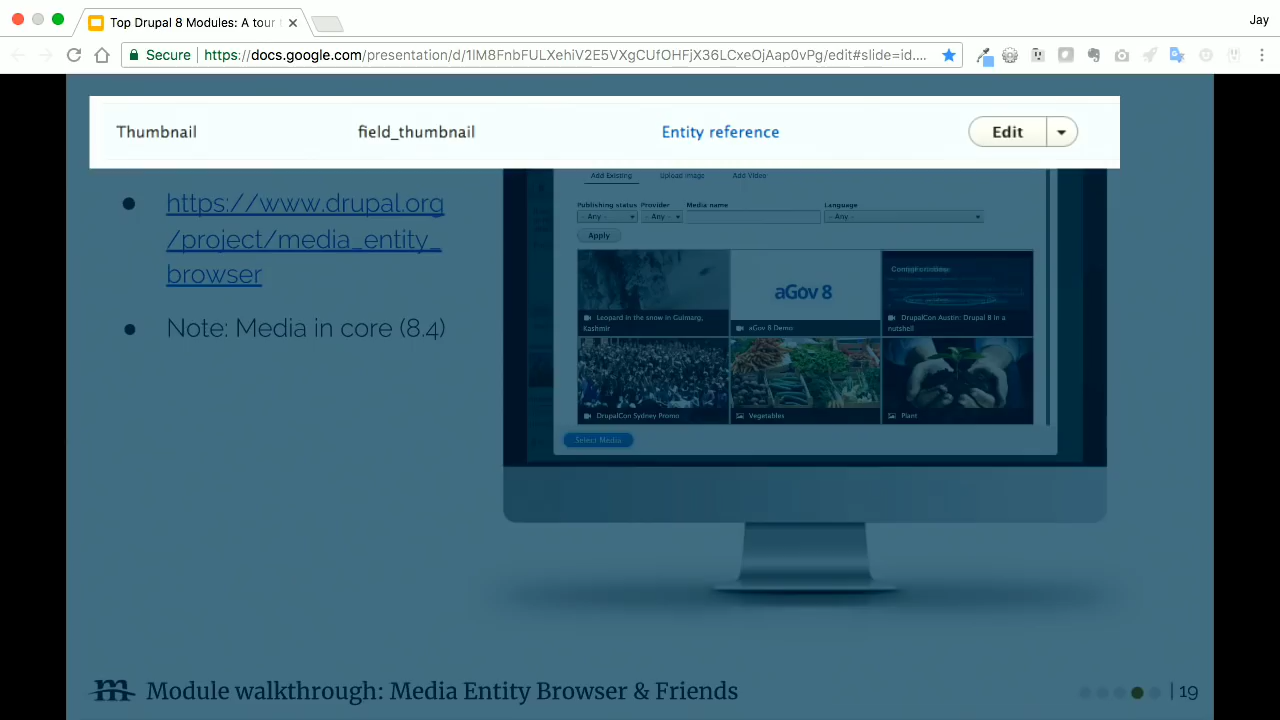 Top Drupal 8 Modules: A tour
Jay
Secure
https://docs.google.com/presentation/d/1lM8FnbFULXehiV2E5VXgCUfOHFjX36LCxeOjAap0vPg/edit#slide=id....
Thumbnail field_thumbnail Entity reference Edit
https://www.drupal.org
/project/media_entity_
browser
Note: Media in core (8.4)
Add Existing Upload Image Add Video
Publishing status Provider Media name Language
- Any - - Any - - Any -
Apply
aGov 8
Leopard in the snow in Gulmarg,
Kashmir
aGov 8 Demo
DrupalCon Austin: Drupal 8 in a
nutshell
DrupalCon Sydney Promo
Vegetables
Plant
Select Media
m Module walkthrough: Media Entity Browser & Friends
| 19